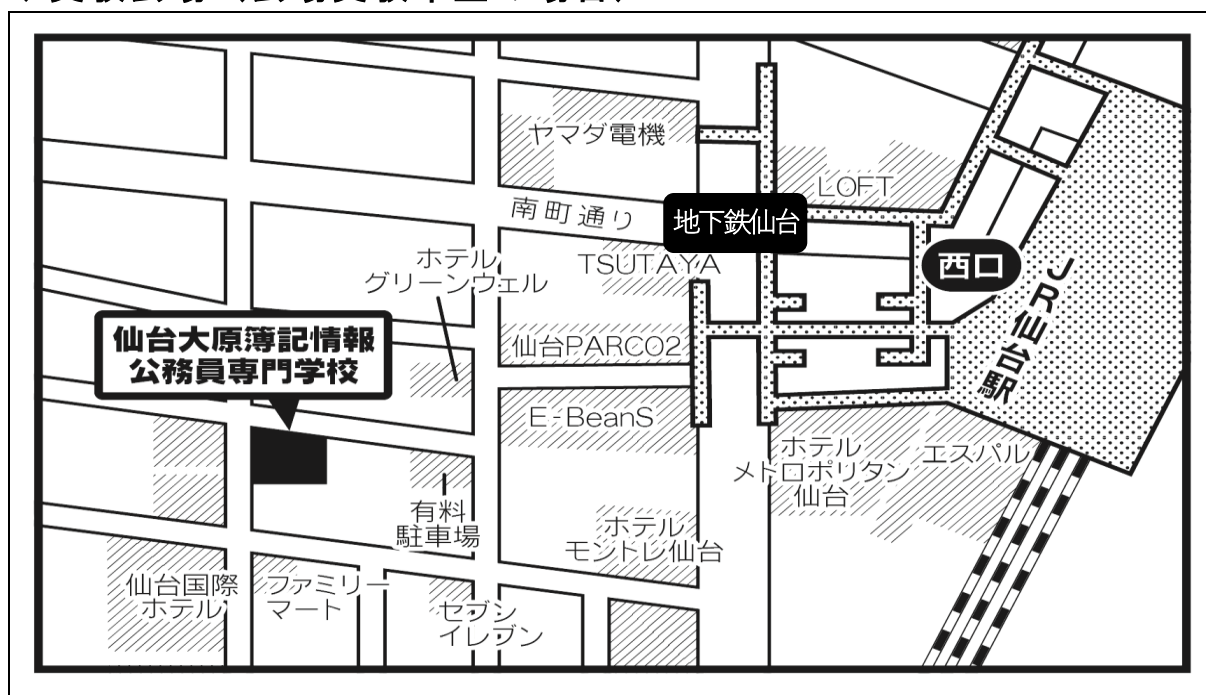 ヤマダ電機
LOFT
南町通り
地下鉄仙台
西口
JR仙台駅
ホテル
グリーンウェル
TSUTAYA
仙台大原簿記情報
公務員専門学校
仙台PARCO2
E-BeanS
ホテル
メトロポリタン
仙台
エスパル
有料
駐車場
ホテル
モントレ仙台
仙台国際
ホテル
ファミリー
マート
セブン
イレブン